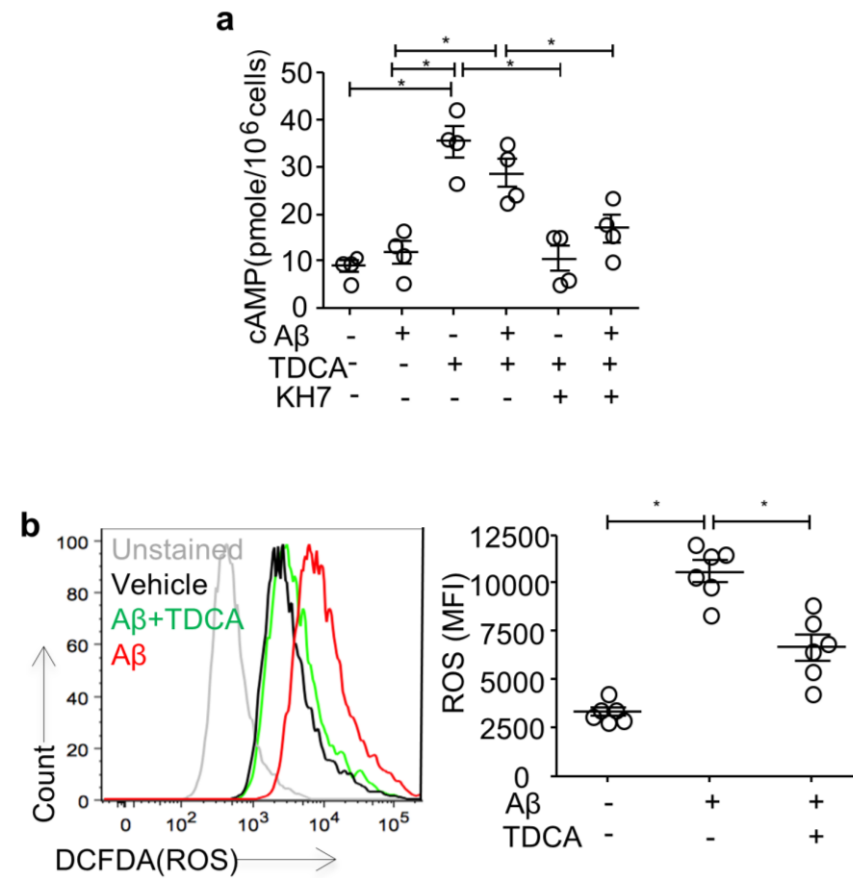 a
* *
* *
*
cAMP(pmole/10⁶cells)
50
40
30
20
10
0
Aβ - + - + - +
TDCA - - + + + +
KH7 - - - - + +
b
Unstained
Vehicle
Aβ+TDCA
Aβ
100
80
60
40
20
0
Count
0 10² 10³ 10⁴ 10⁵
DCFDA(ROS)
* *
ROS (MFI)
12500
10000
7500
5000
2500
0
Aβ - + +
TDCA - - +